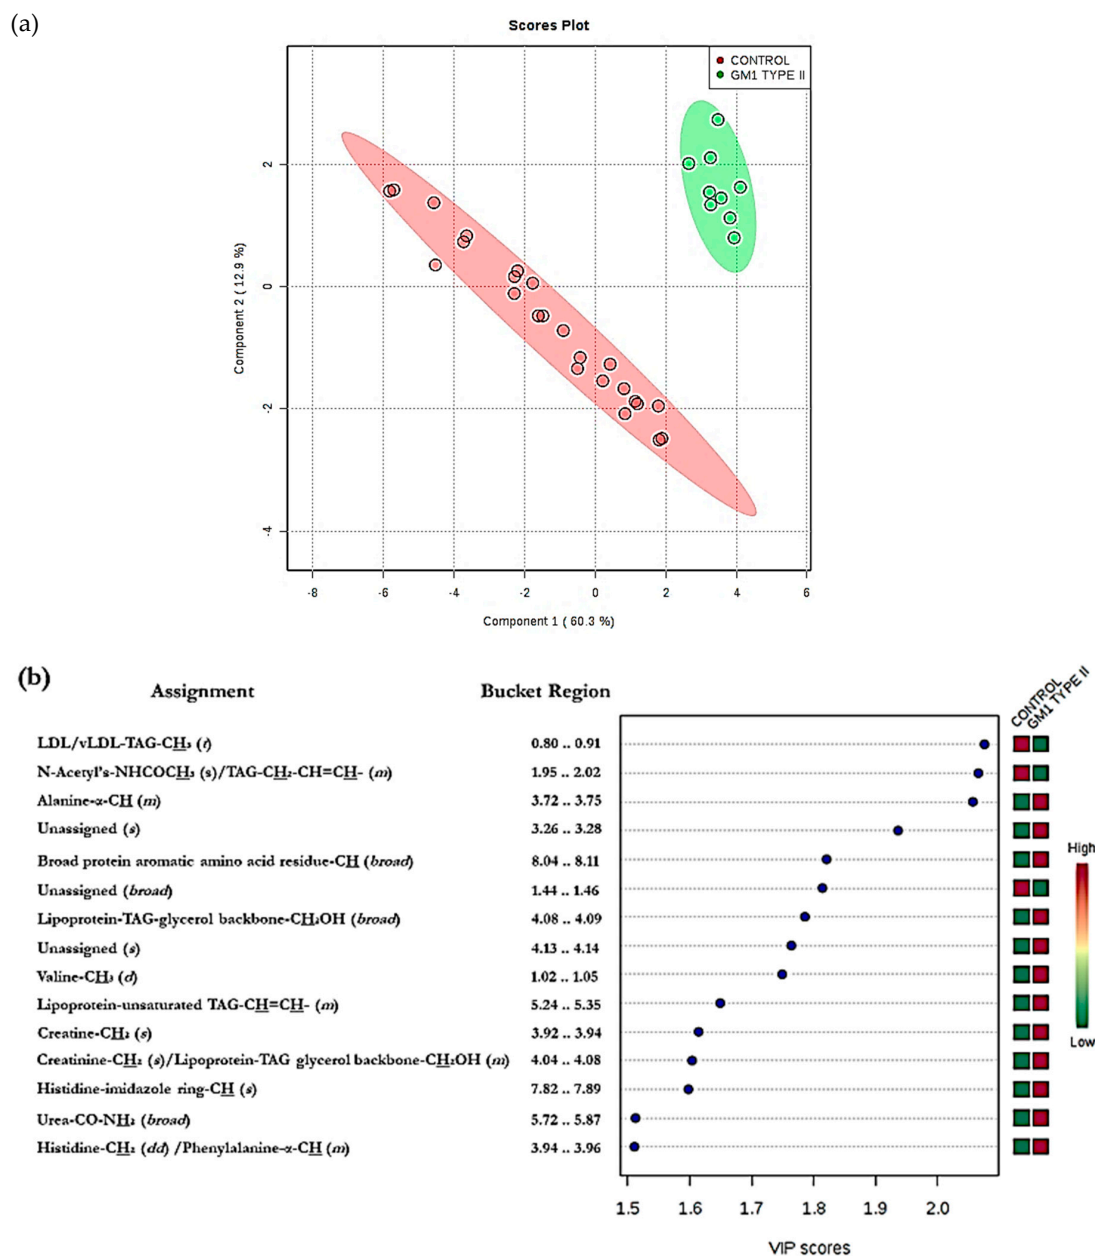 (a)
Scores Plot
CONTROL
GM1 TYPE II
2
0
-2
-4
Component 2 ( 12.9 %)
-8 -6 -4 -2 0 2 4 6
Component 1 ( 60.3 %)
(b)
Assignment Bucket Region
CONTROL
GM1 TYPE II
LDL/vLDL-TAG-CH₃ (t) 0.80 .. 0.91
N-Acetyl's-NHCOCH₃ (s)/TAG-CH₂-CH=CH- (m) 1.95 .. 2.02
Alanine-α-CH (m) 3.72 .. 3.75
Unassigned (s) 3.26 .. 3.28
Broad protein aromatic amino acid residue-CH (broad) 8.04 .. 8.11
Unassigned (broad) 1.44 .. 1.46
Lipoprotein-TAG-glycerol backbone-CH₂OH (broad) 4.08 .. 4.09
Unassigned (s) 4.13 .. 4.14
Valine-CH₃ (d) 1.02 .. 1.05
Lipoprotein-unsaturated TAG-CH=CH- (m) 5.24 .. 5.35
Creatine-CH₂ (s) 3.92 .. 3.94
Creatinine-CH₂ (s)/Lipoprotein-TAG glycerol backbone-CH₂OH (m) 4.04 .. 4.08
Histidine-imidazole ring-CH (s) 7.82 .. 7.89
Urea-CO-NH₂ (broad) 5.72 .. 5.87
Histidine-CH₂ (dd) /Phenylalanine-α-CH (m) 3.94 .. 3.96
High
Low
1.5 1.6 1.7 1.8 1.9 2.0
VIP scores